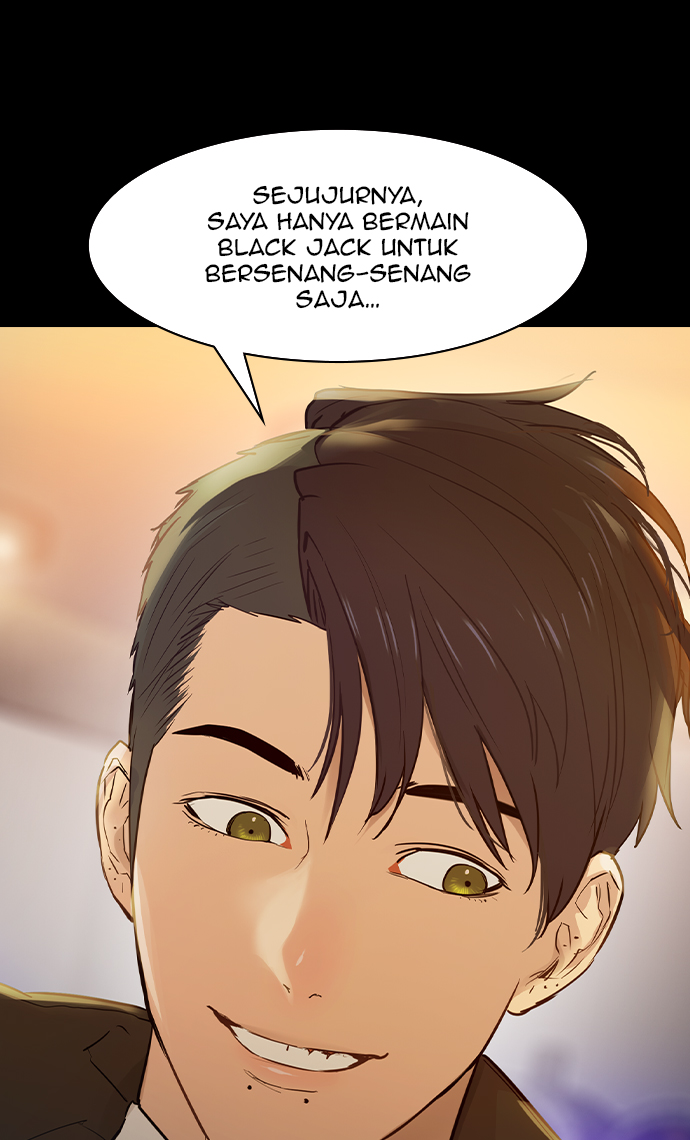 SEJUJURNYA,
SAYA HANYA BERMAIN
BLACK JACK UNTUK
BERSENANG-SENANG
SAJA...